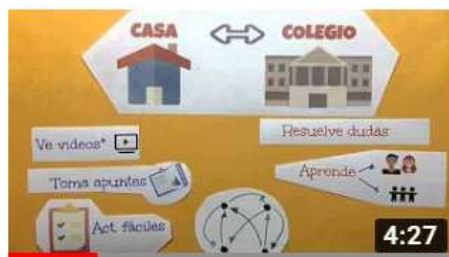 CASA
COLEGIO
Ve videos*
Toma apuntes
Act fáciles
Resuelve dudas
Aprende
4:27